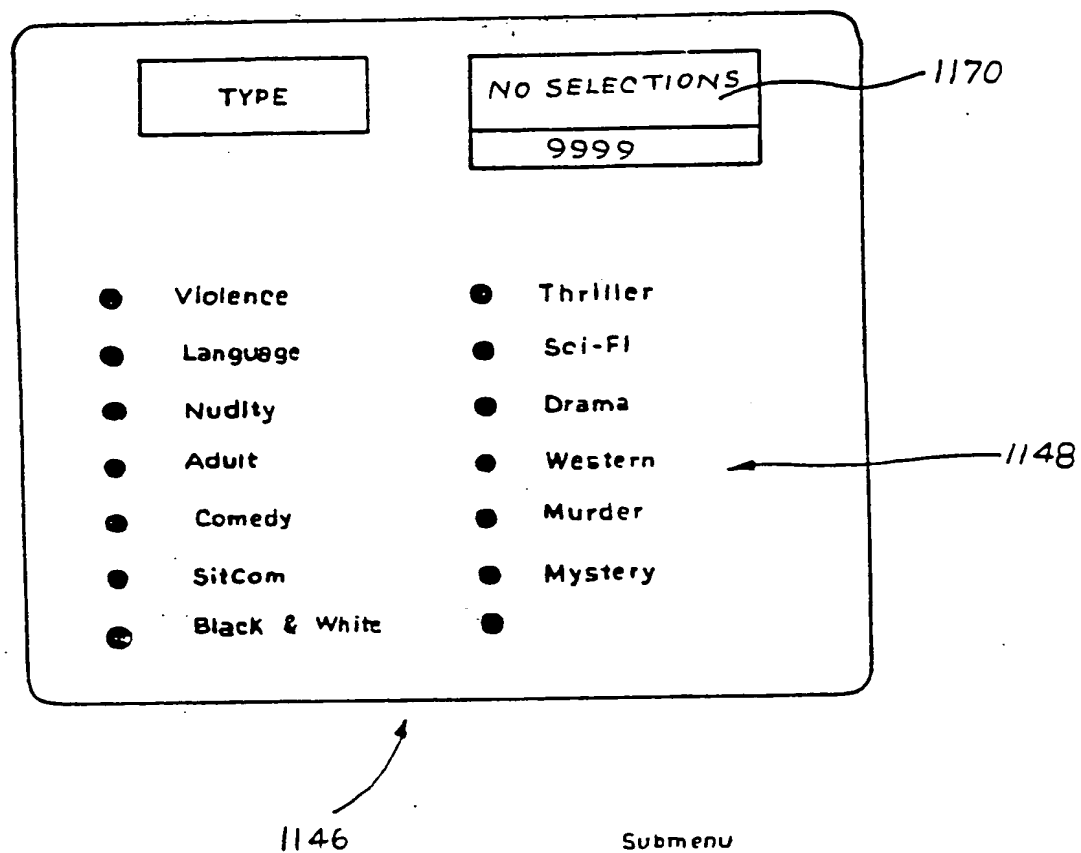 TYPE
NO SELECTIONS
9999
1170
Violence
Language
Nudity
Adult
Comedy
SitCom
Black & White
Thriller
Sci-FI
Drama
Western
Murder
Mystery
1148
1146
Submenu